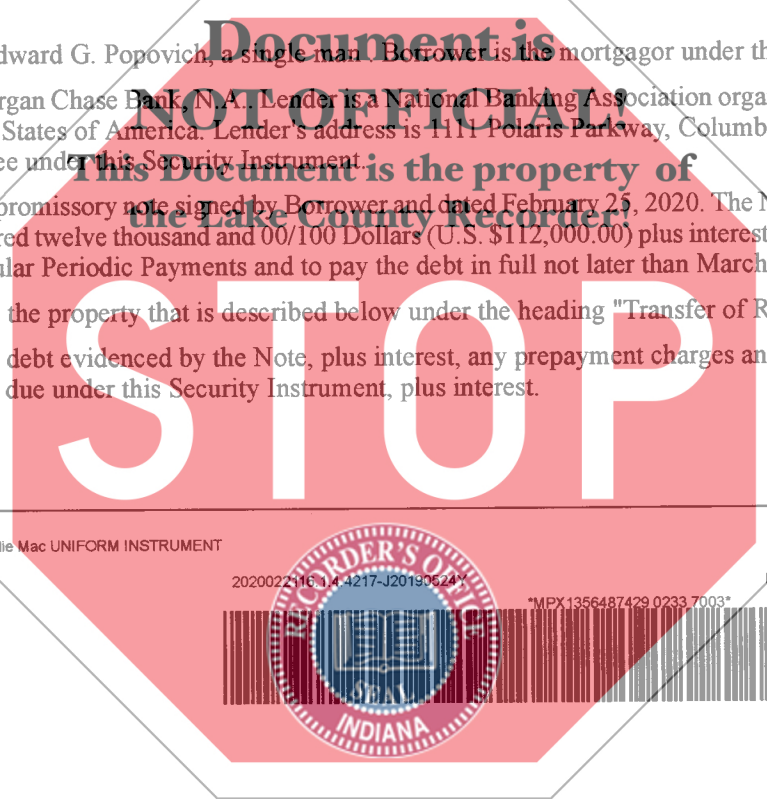 Document is
dward G. Popovich, a single man . Borrower is the mortgagor under th
NOT OFFICIAL!
rgan Chase Bank, N.A.. Lender is a National Banking Association orga
States of America. Lender's address is 1111 Polaris Parkway, Columb
This Document is the property of
ee under this Security Instrument.
the Lake County Recorder!
promissory note signed by Borrower and dated February 25, 2020. The N
red twelve thousand and 00/100 Dollars (U.S. $112,000.00) plus interest
lar Periodic Payments and to pay the debt in full not later than March
the property that is described below under the heading "Transfer of R
debt evidenced by the Note, plus interest, any prepayment charges an
due under this Security Instrument, plus interest.
STOP
die Mac UNIFORM INSTRUMENT
2020022116.1.4.4217-J20190524Y
*MPX1356487429 0233 7003*
RECORDER'S OFFICE
SEAL
INDIANA